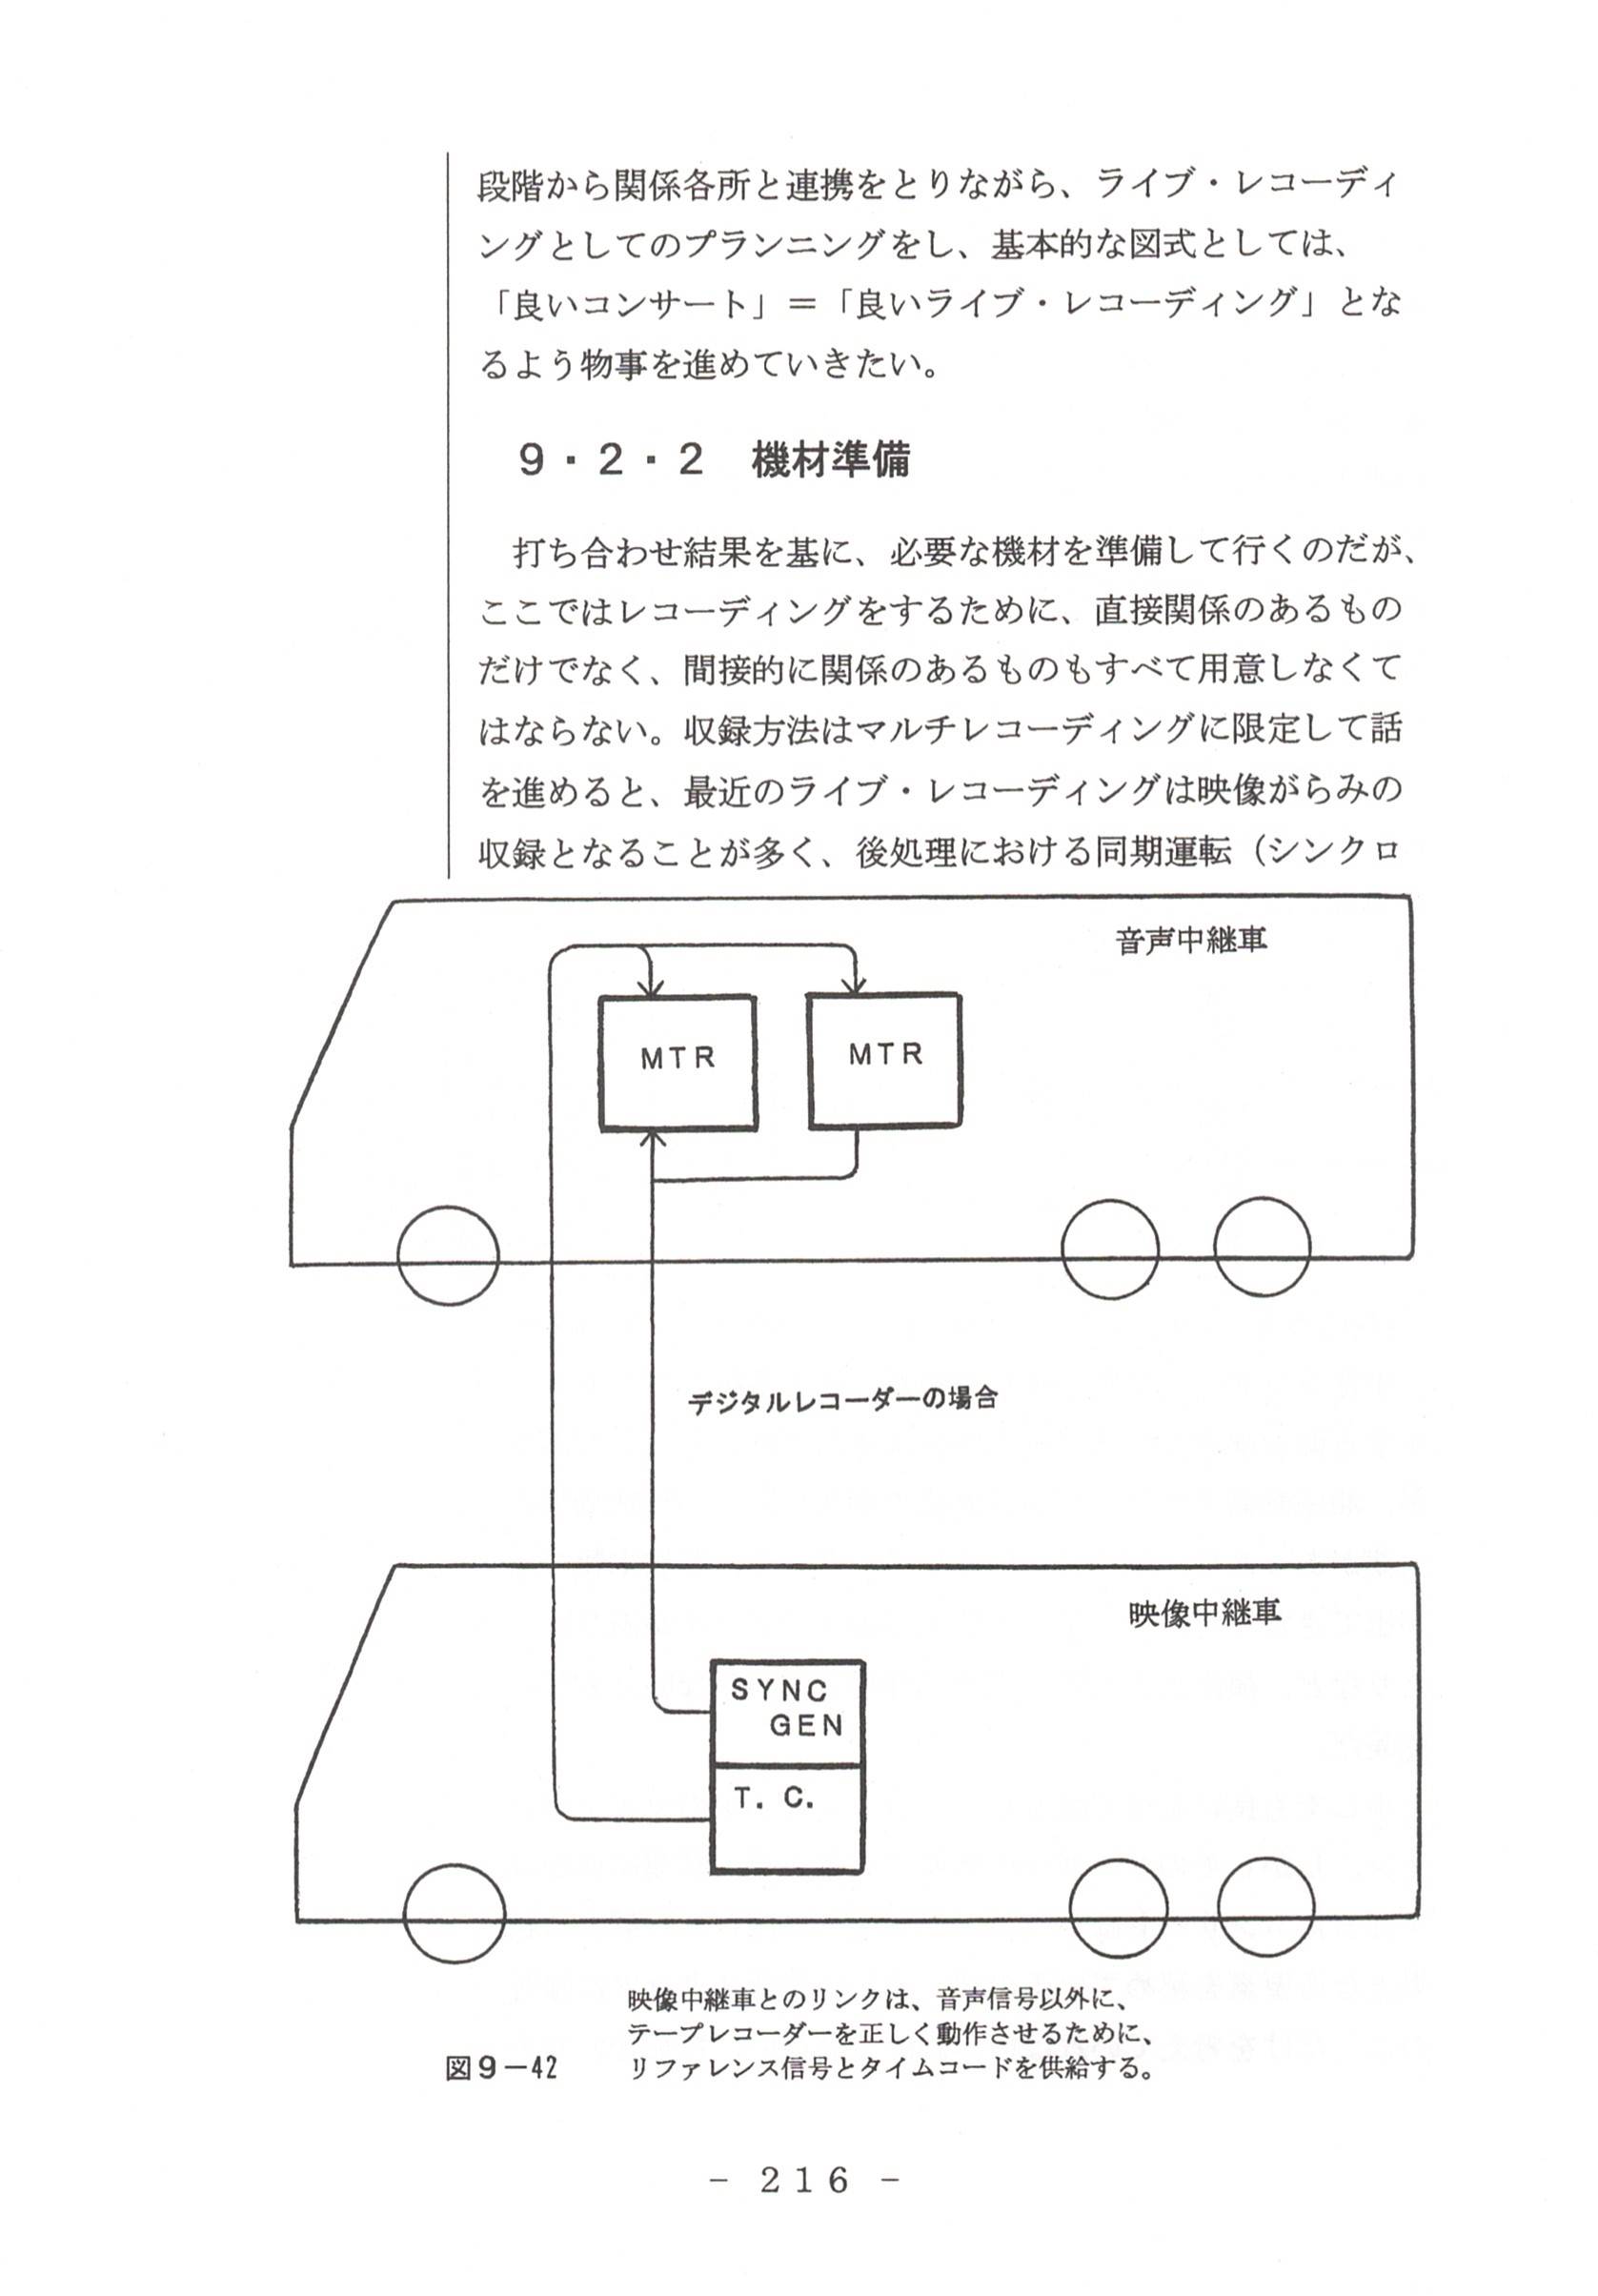 段階から関係各所と連携をとりながら、ライブ・レコーディ
ングとしてのプランニングをし、基本的な図式としては、
「良いコンサート」＝「良いライブ・レコーディング」とな
るよう物事を進めていきたい。
９・２・２　機材準備
打ち合わせ結果を基に、必要な機材を準備して行くのだが、
ここではレコーディングをするために、直接関係のあるもの
だけでなく、間接的に関係のあるものもすべて用意しなくて
はならない。収録方法はマルチレコーディングに限定して話
を進めると、最近のライブ・レコーディングは映像がらみの
収録となることが多く、後処理における同期運転（シンクロ
音声中継車
MTR
MTR
デジタルレコーダーの場合
映像中継車
SYNC
GEN
T. C.
映像中継車とのリンクは、音声信号以外に、
テープレコーダーを正しく動作させるために、
図９－42　リファレンス信号とタイムコードを供給する。
－ 216 －